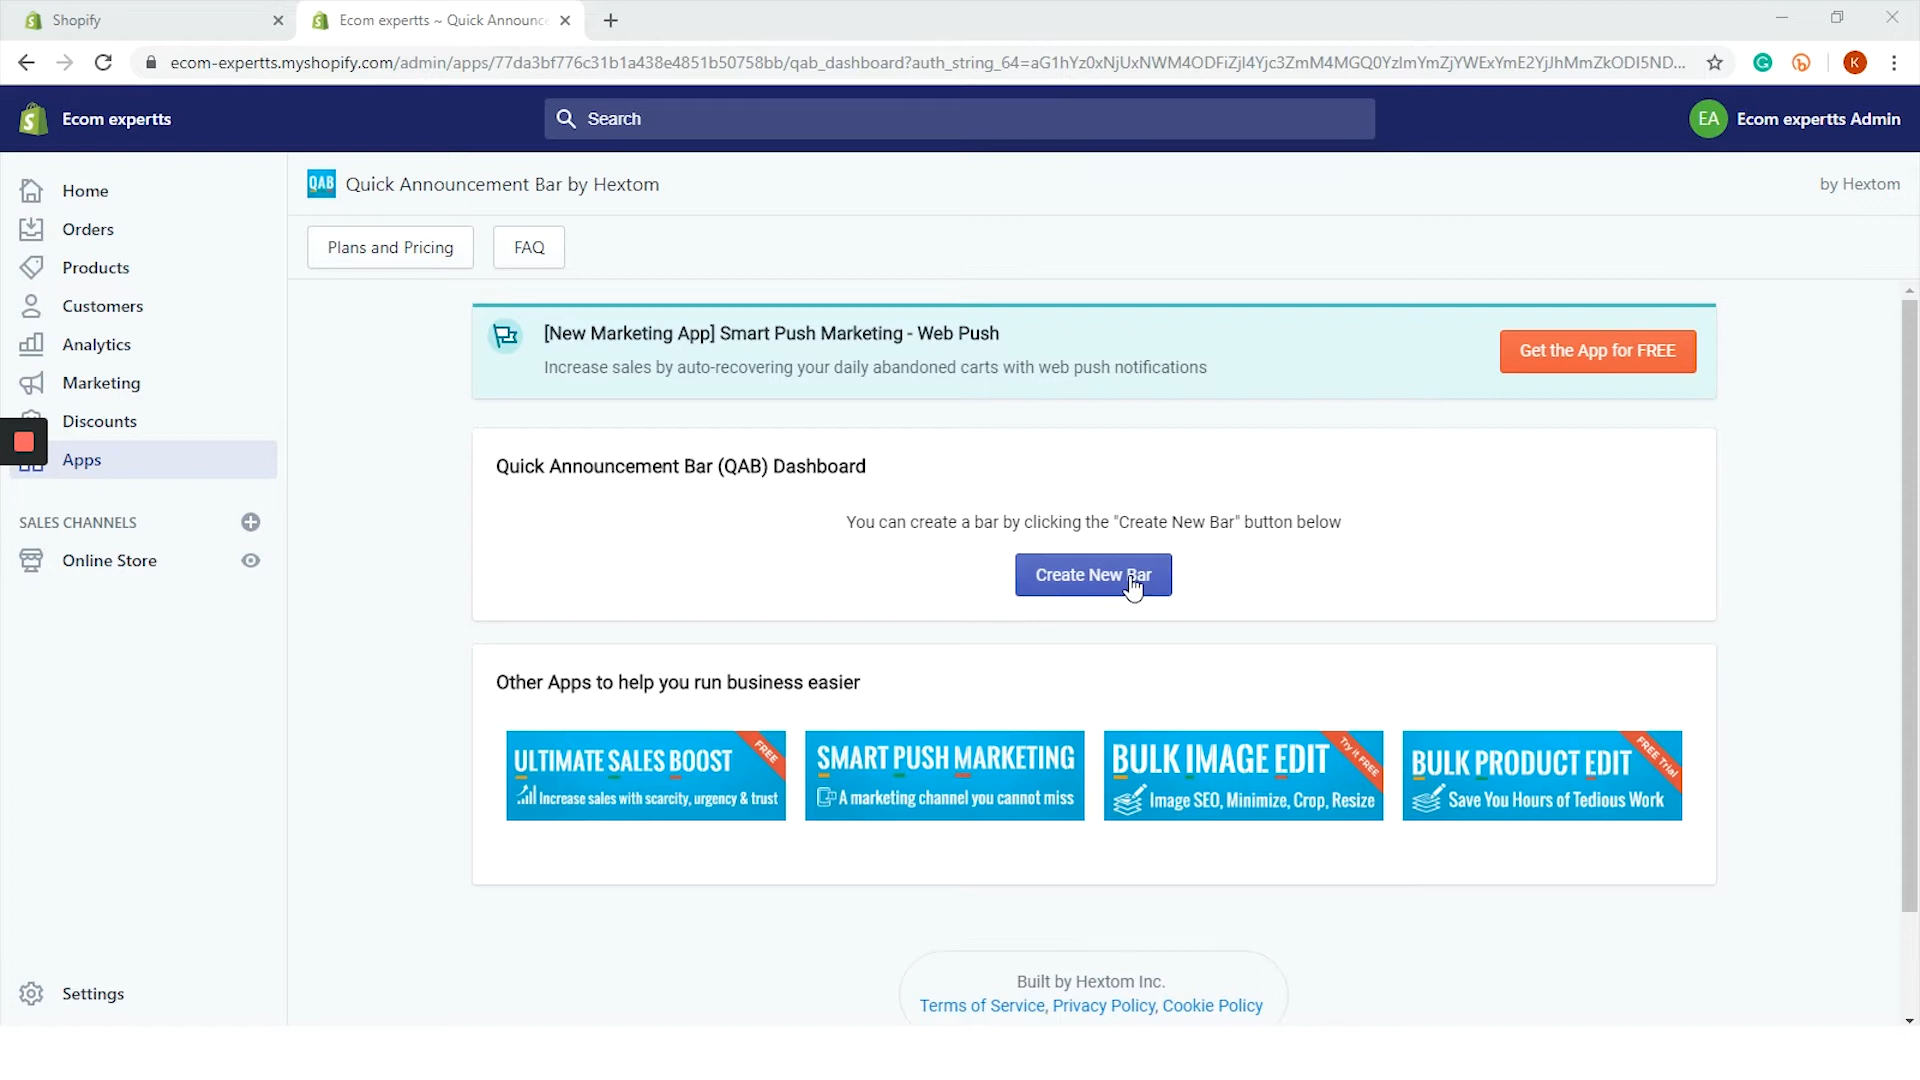 Shopify
Ecom expertts ~ Quick Announce
ecom-expertts.myshopify.com/admin/apps/77da3bf776c31b1a438e4851b50758bb/qab_dashboard?auth_string_64=aG1hYz0xNjUxNWM4ODFiZjI4Yjc3ZmM4MGQ0YzImYmZjYWExYmE2YjJhMmZkODI5ND...
K
Ecom expertts
Search
EA
Ecom expertts Admin
Home
Orders
Products
Customers
Analytics
Marketing
Discounts
Apps
SALES CHANNELS
Online Store
Settings
QAB
Quick Announcement Bar by Hextom
by Hextom
Plans and Pricing
FAQ
[New Marketing App] Smart Push Marketing - Web Push
Increase sales by auto-recovering your daily abandoned carts with web push notifications
Get the App for FREE
Quick Announcement Bar (QAB) Dashboard
You can create a bar by clicking the "Create New Bar" button below
Create New Bar
Other Apps to help you run business easier
ULTIMATE SALES BOOST
FREE
Increase sales with scarcity, urgency & trust
SMART PUSH MARKETING
A marketing channel you cannot miss
BULK IMAGE EDIT
Try it FREE
Image SEO, Minimize, Crop, Resize
BULK PRODUCT EDIT
FREE Trial
Save You Hours of Tedious Work
Built by Hextom Inc.
Terms of Service, Privacy Policy, Cookie Policy